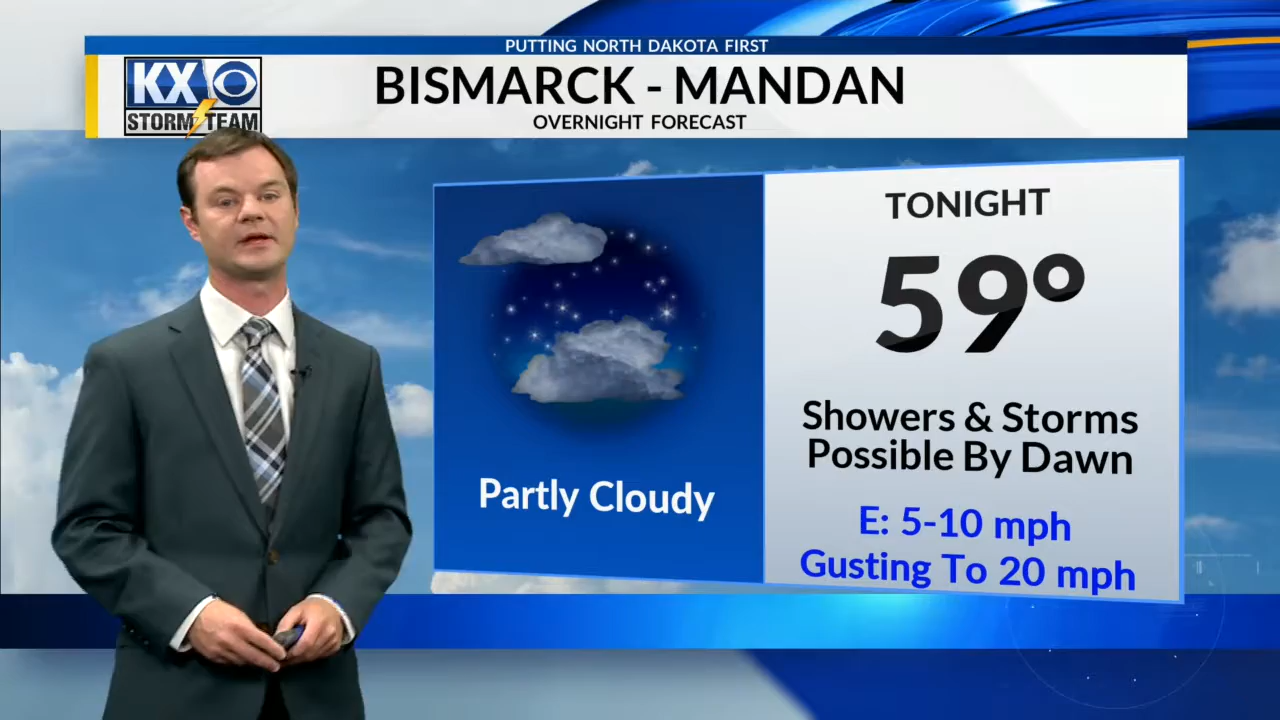 PUTTING NORTH DAKOTA FIRST
KX
STORM TEAM
BISMARCK - MANDAN
OVERNIGHT FORECAST
TONIGHT
59°
Showers & Storms
Possible By Dawn
Partly Cloudy
E: 5-10 mph
Gusting To 20 mph